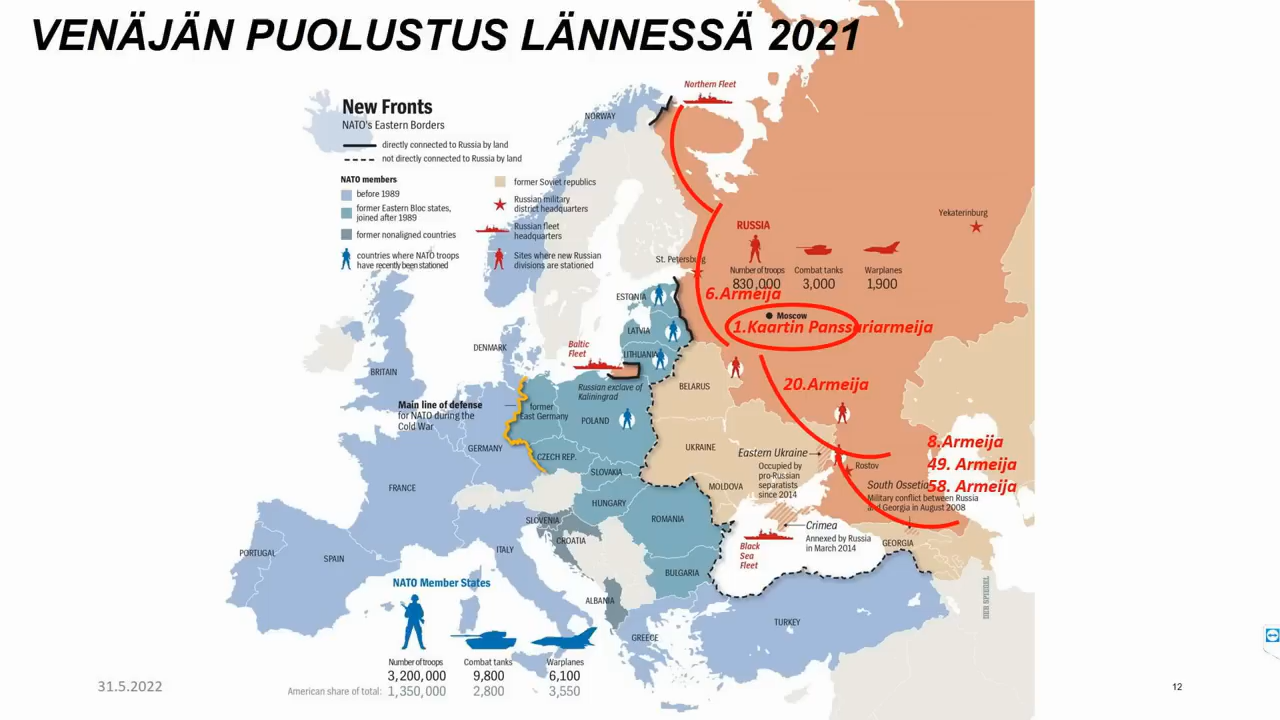 VENÄJÄN PUOLUSTUS LÄNNESSÄ 2021
Northern Fleet
New Fronts
NATO's Eastern Borders
directly connected to Russia by land
not directly connected to Russia by land
NATO members
before 1989
former Eastern Bloc states,
joined after 1989
former nonaligned countries
countries where NATO troops
have recently been stationed
former Soviet republics
Russian military
district headquarters
Russian fleet
headquarters
Sites where new Russian
divisions are stationed
NORWAY
Yekaterinburg
RUSSIA
St. Petersburg
Number of troops
830,000
Combat tanks
3,000
Warplanes
1,900
6.Armeija
ESTONIA
Moscow
1.Kaartin Panssariarmeija
LATVIA
LITHUANIA
Baltic
Fleet
DENMARK
BRITAIN
Russian exclave of
Kaliningrad
BELARUS
20.Armeija
Main line of defense
for NATO during the
Cold War
former
East Germany
POLAND
GERMANY
CZECH REP.
UKRAINE
Eastern Ukraine
Occupied by
pro-Russian
separatists
since 2014
8.Armeija
49. Armeija
58. Armeija
Rostov
South Ossetia
Military conflict between Russia
and Georgia in August 2008
SLOVAKIA
MOLDOVA
FRANCE
HUNGARY
SLOVENIA
CROATIA
ROMANIA
Crimea
Annexed by Russia
in March 2014
Black
Sea
Fleet
GEORGIA
PORTUGAL
SPAIN
ITALY
BULGARIA
ALBANIA
GREECE
TURKEY
DER SPIEGEL
NATO Member States
Number of troops
3,200,000
Combat tanks
9,800
Warplanes
6,100
American share of total:
1,350,000
2,800
3,550
31.5.2022
12